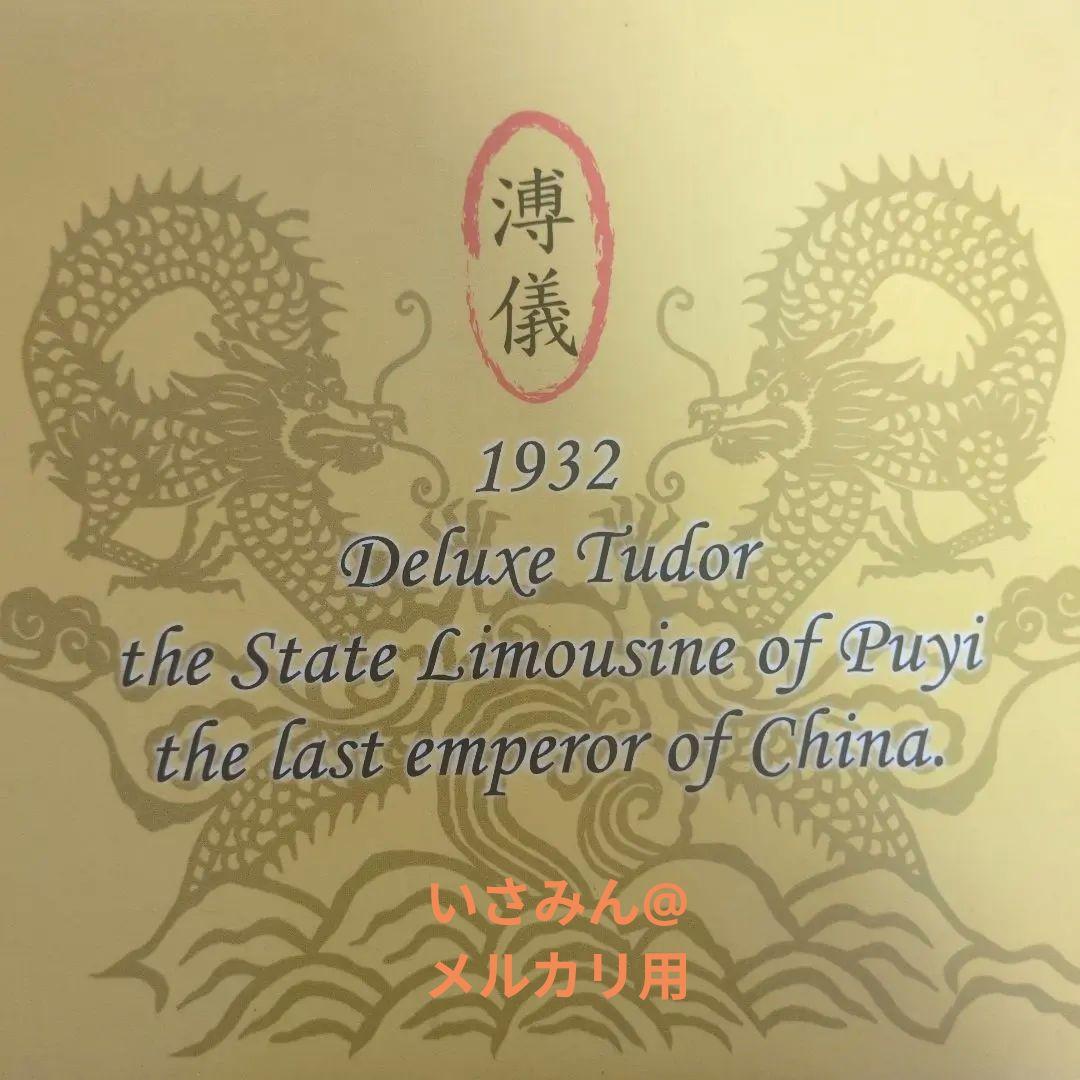 溥
儀
1932
Deluxe Tudor
the State Limousine of Puyi
the last emperor of China.
いさみん@
メルカリ用